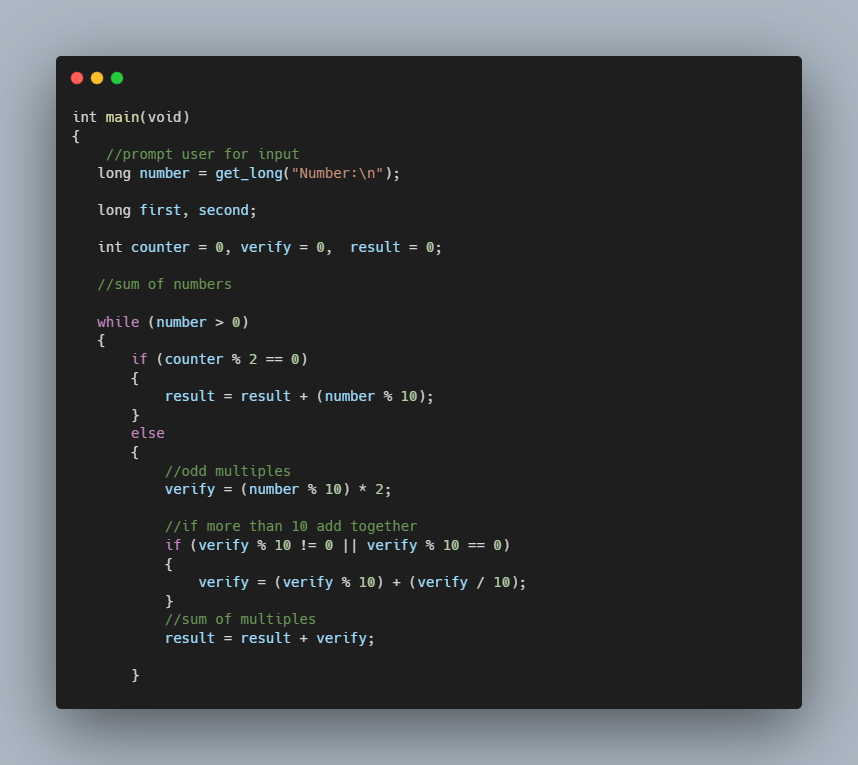 int main(void)
{
    //prompt user for input
   long number = get_long("Number:\n");

   long first, second;

   int counter = 0, verify = 0,  result = 0;

   //sum of numbers

   while (number > 0)
   {
       if (counter % 2 == 0)
       {
           result = result + (number % 10);
       }
       else
       {
           //odd multiples
           verify = (number % 10) * 2;

           //if more than 10 add together
           if (verify % 10 != 0 || verify % 10 == 0)
           {
               verify = (verify % 10) + (verify / 10);
           }
           //sum of multiples
           result = result + verify;

       }